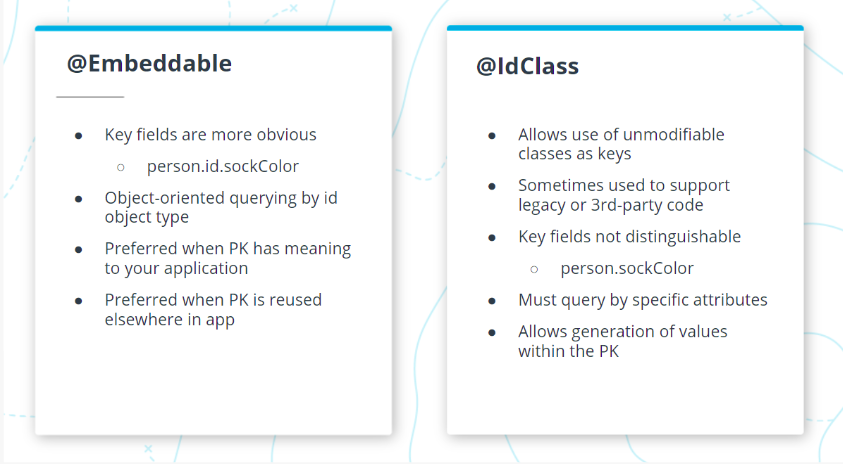 @Embeddable
● Key fields are more obvious
○ person.id.sockColor
● Object-oriented querying by id
object type
● Preferred when PK has meaning
to your application
● Preferred when PK is reused
elsewhere in app
@IdClass
● Allows use of unmodifiable
classes as keys
● Sometimes used to support
legacy or 3rd-party code
● Key fields not distinguishable
○ person.sockColor
● Must query by specific attributes
● Allows generation of values
within the PK